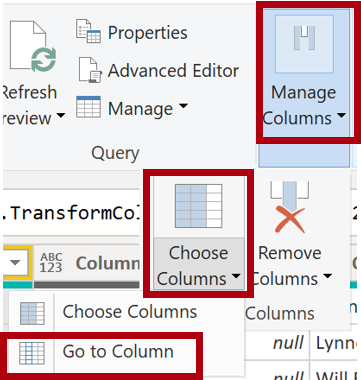 Properties
Advanced Editor
Refresh
review
Manage
Manage
Columns
Query
.TransformCol
2
ABC
123
Column
Choose
Columns
Remove
Columns
Choose Columns
Columns
Go to Column
null
Lynn
null
Will